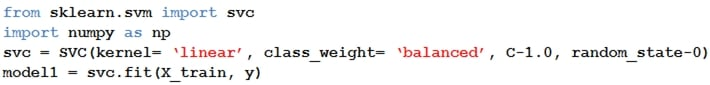 from sklearn.svm import svc
import numpy as np
svc = SVC(kernel= ‘linear’, class_weight= ‘balanced’, C-1.0, random_state-0)
model1 = svc.fit(X_train, y)